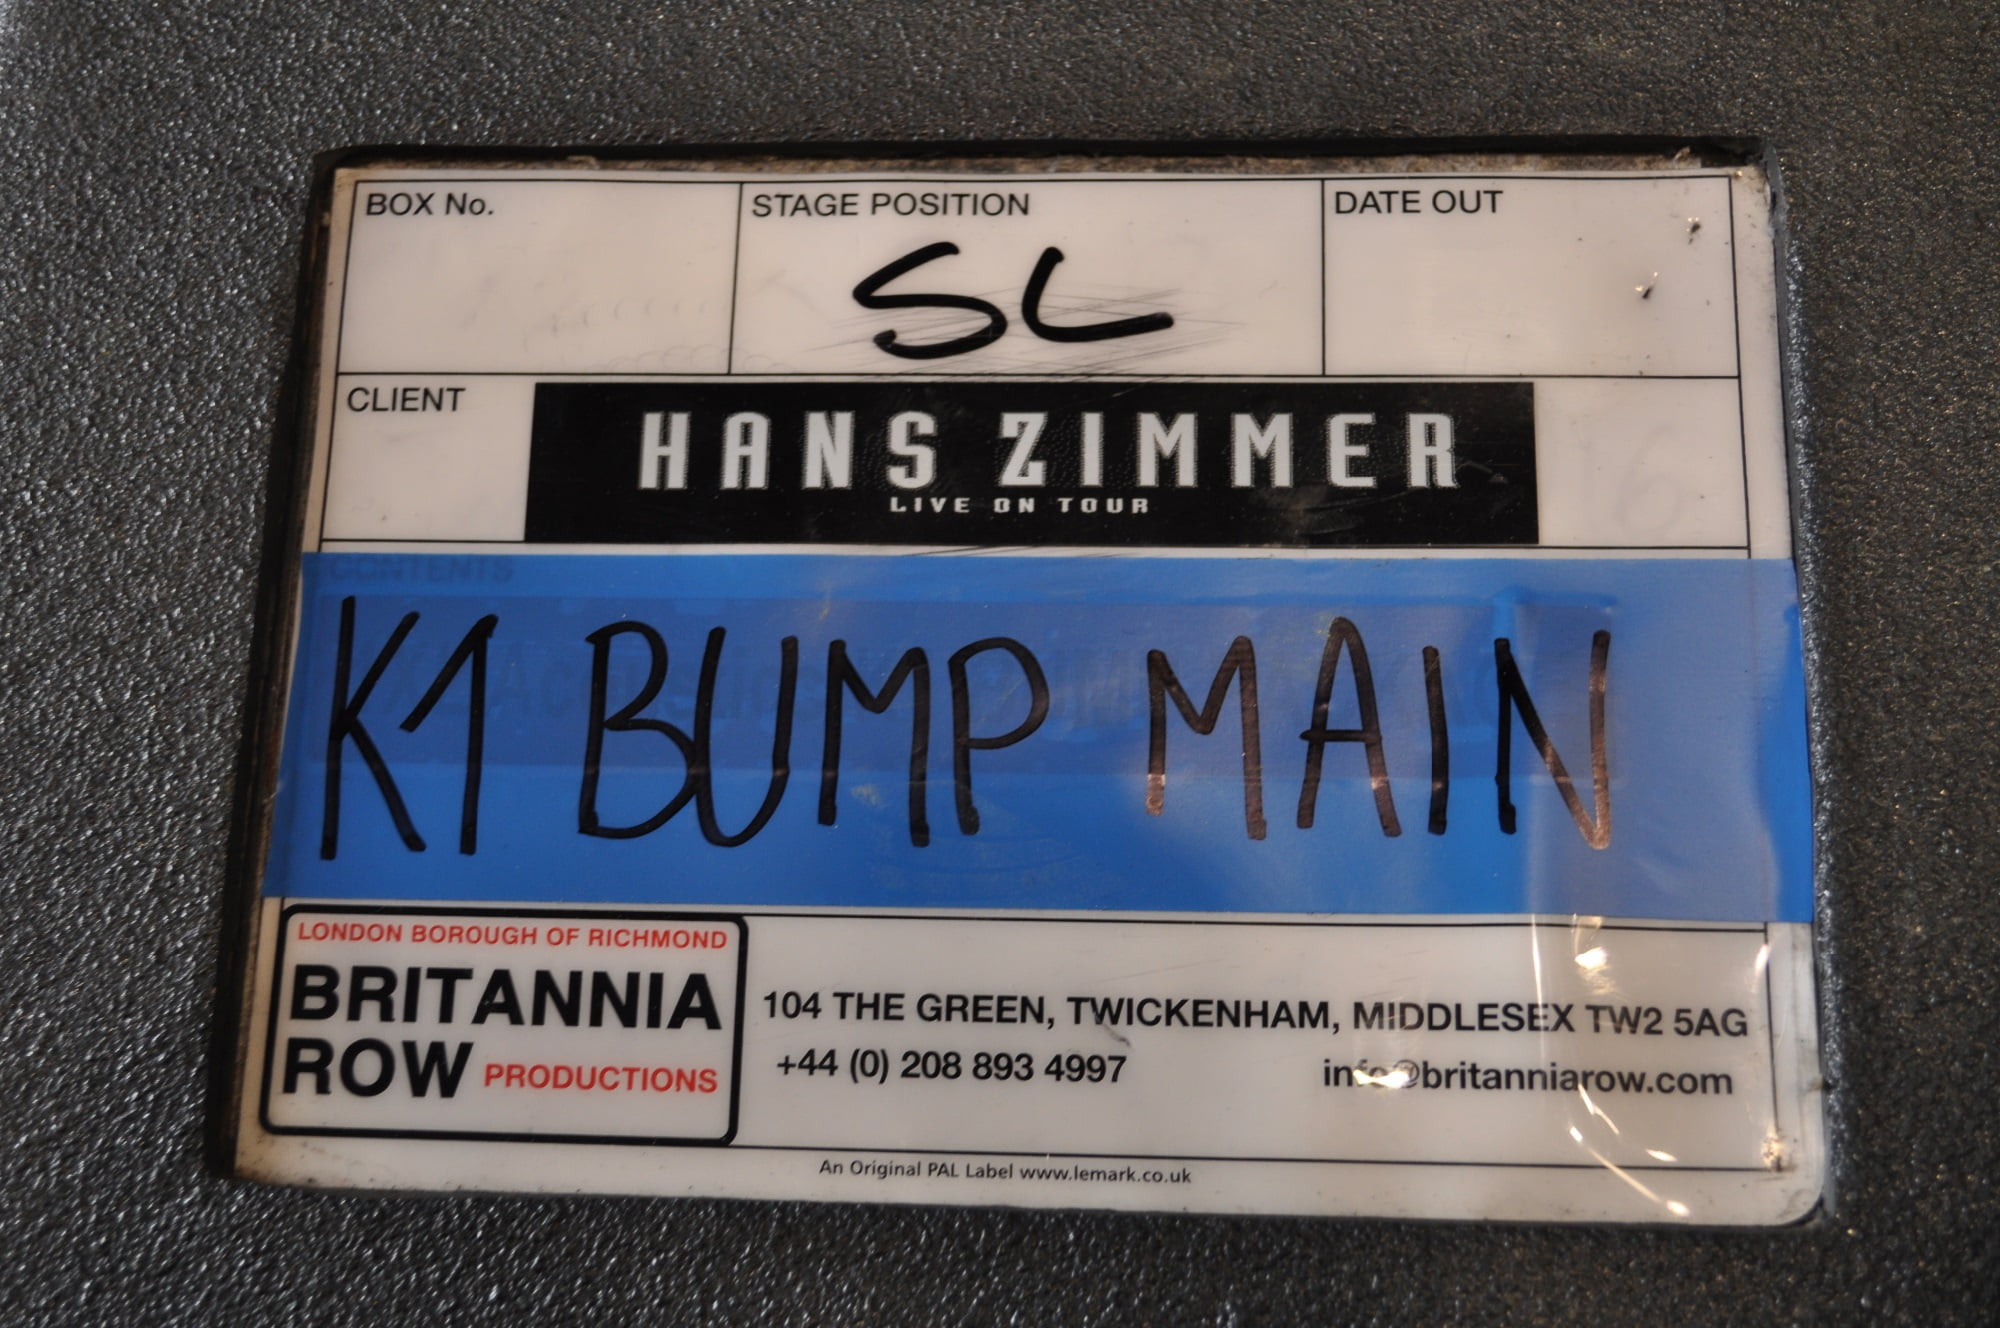 BOX No.
STAGE POSITION
DATE OUT
SL
CLIENT
HANS ZIMMER
LIVE ON TOUR
CONTENTS
K1 BUMP MAIN
LONDON BOROUGH OF RICHMOND
BRITANNIA
ROW PRODUCTIONS
104 THE GREEN, TWICKENHAM, MIDDLESEX TW2 5AG
+44 (0) 208 893 4997
info@britanniarow.com
An Original PAL Label www.lemark.co.uk